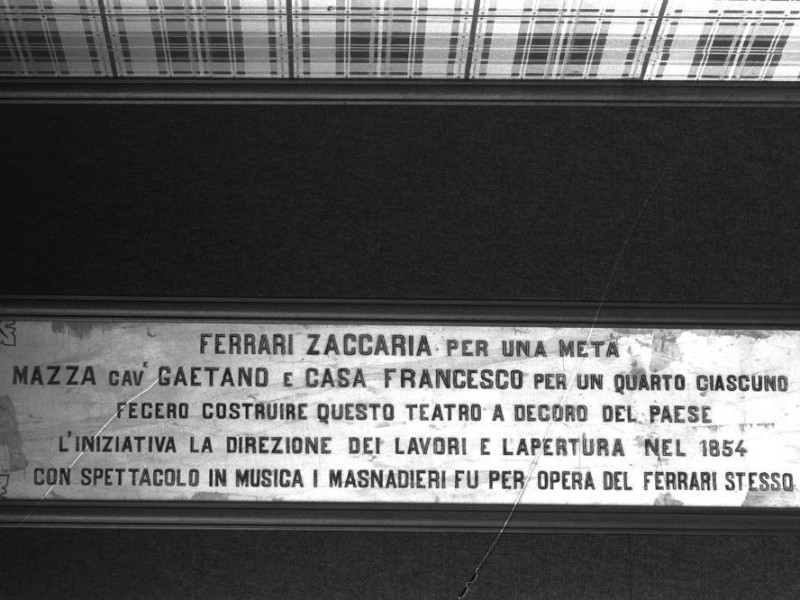 FERRARI ZACCARIA PER UNA METÀ
MAZZA CAVE GAETANO E CASA FRANCESCO PER UN QUARTO CIASCUNO
FECERO COSTRUIRE QUESTO TEATRO A DECORO DEL PAESE
L'INIZIATIVA LA DIREZIONE DEI LAVORI E L'APERTURA NEL 1854
CON SPETTACOLO IN MUSICA I MASNADIERI FU PER OPERA DEL FERRARI STESSO